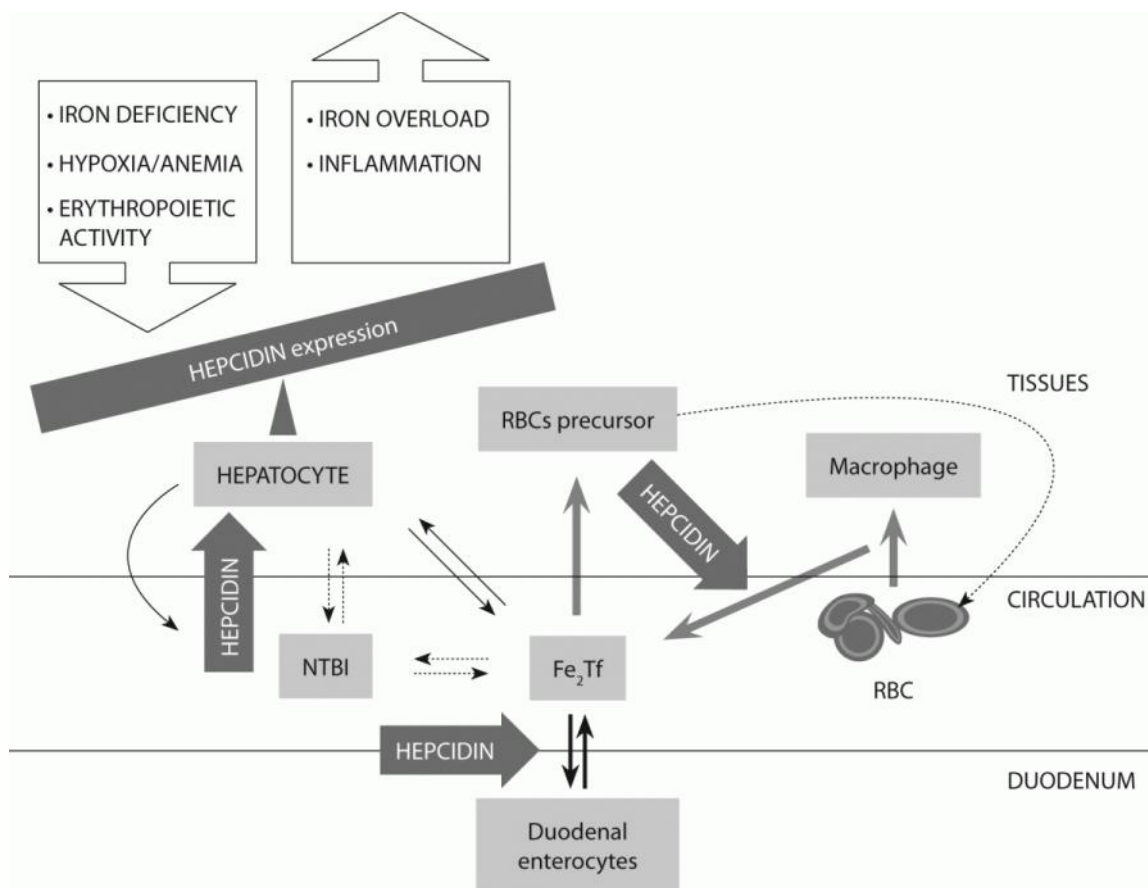 • IRON DEFICIENCY
• HYPOXIA/ANEMIA
• ERYTHROPOIETIC
ACTIVITY
• IRON OVERLOAD
• INFLAMMATION
HEPCIDIN expression
TISSUES
RBCs precursor
Macrophage
HEPATOCYTE
HEPCIDIN
HEPCIDIN
CIRCULATION
NTBI
Fe₂Tf
RBC
HEPCIDIN
DUODENUM
Duodenal
enterocytes